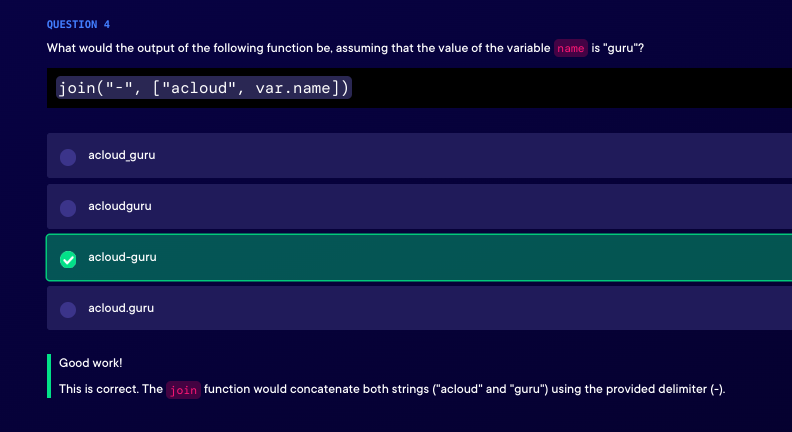 QUESTION 4
What would the output of the following function be, assuming that the value of the variable name is "guru"?
join("-", ["acloud", var.name])
acloud_guru
acloudguru
acloud-guru
acloud.guru
Good work!
This is correct. The join function would concatenate both strings ("acloud" and "guru") using the provided delimiter (-).